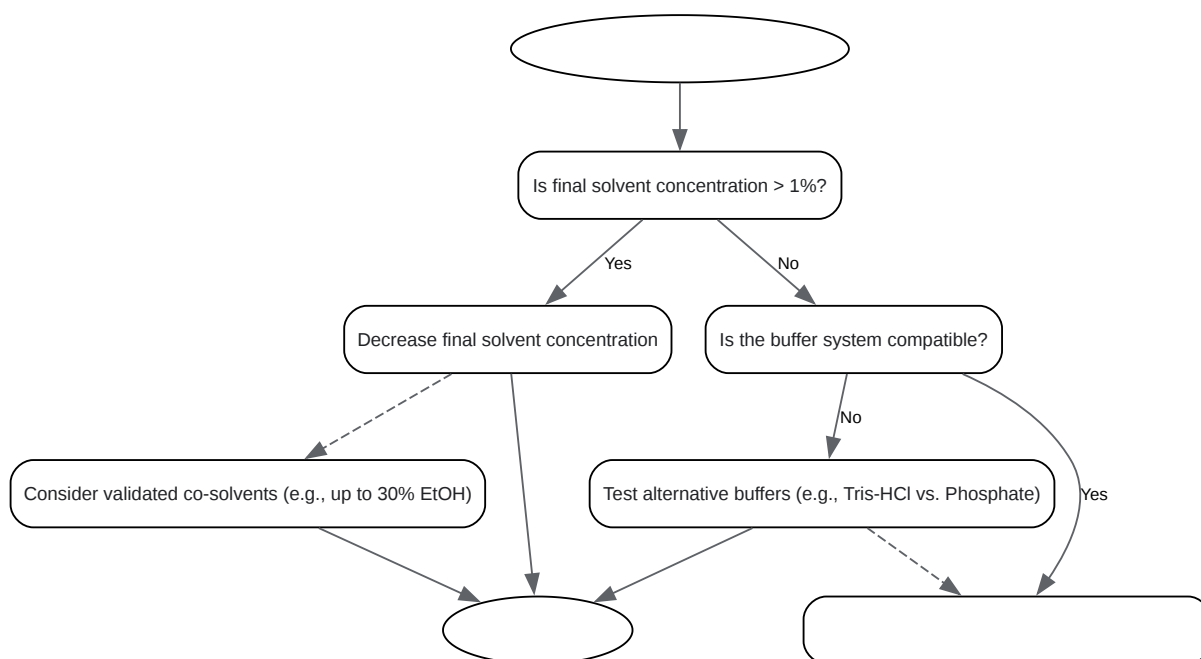 Is final solvent concentration > 1%?
Yes
No
Decrease final solvent concentration
Is the buffer system compatible?
No
Consider validated co-solvents (e.g., up to 30% EtOH)
Test alternative buffers (e.g., Tris-HCl vs. Phosphate)
Yes